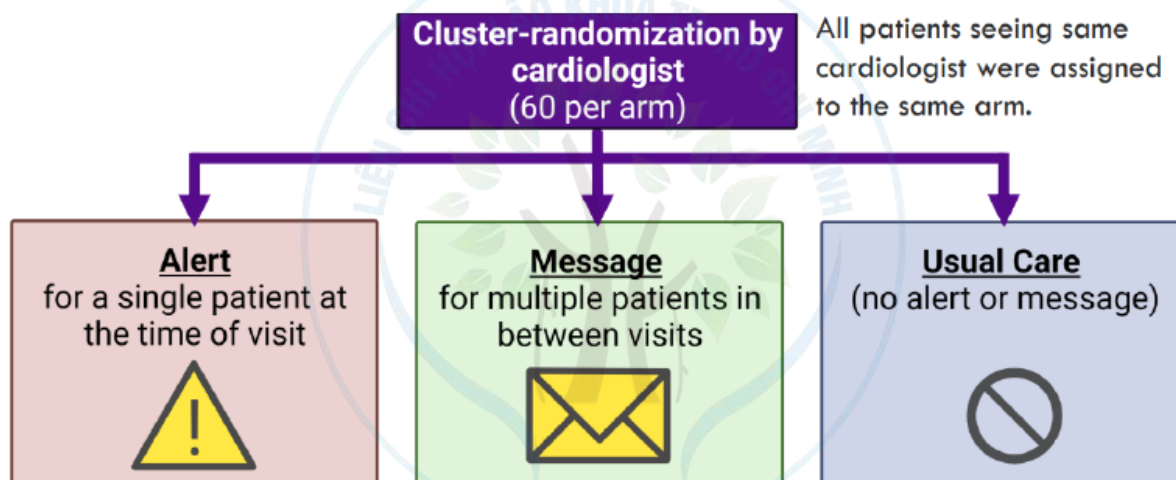 Cluster-randomization by
cardiologist
(60 per arm)
All patients seeing same
cardiologist were assigned
to the same arm.
Alert
for a single patient at
the time of visit
!
Message
for multiple patients in
between visits
Usual Care
(no alert or message)